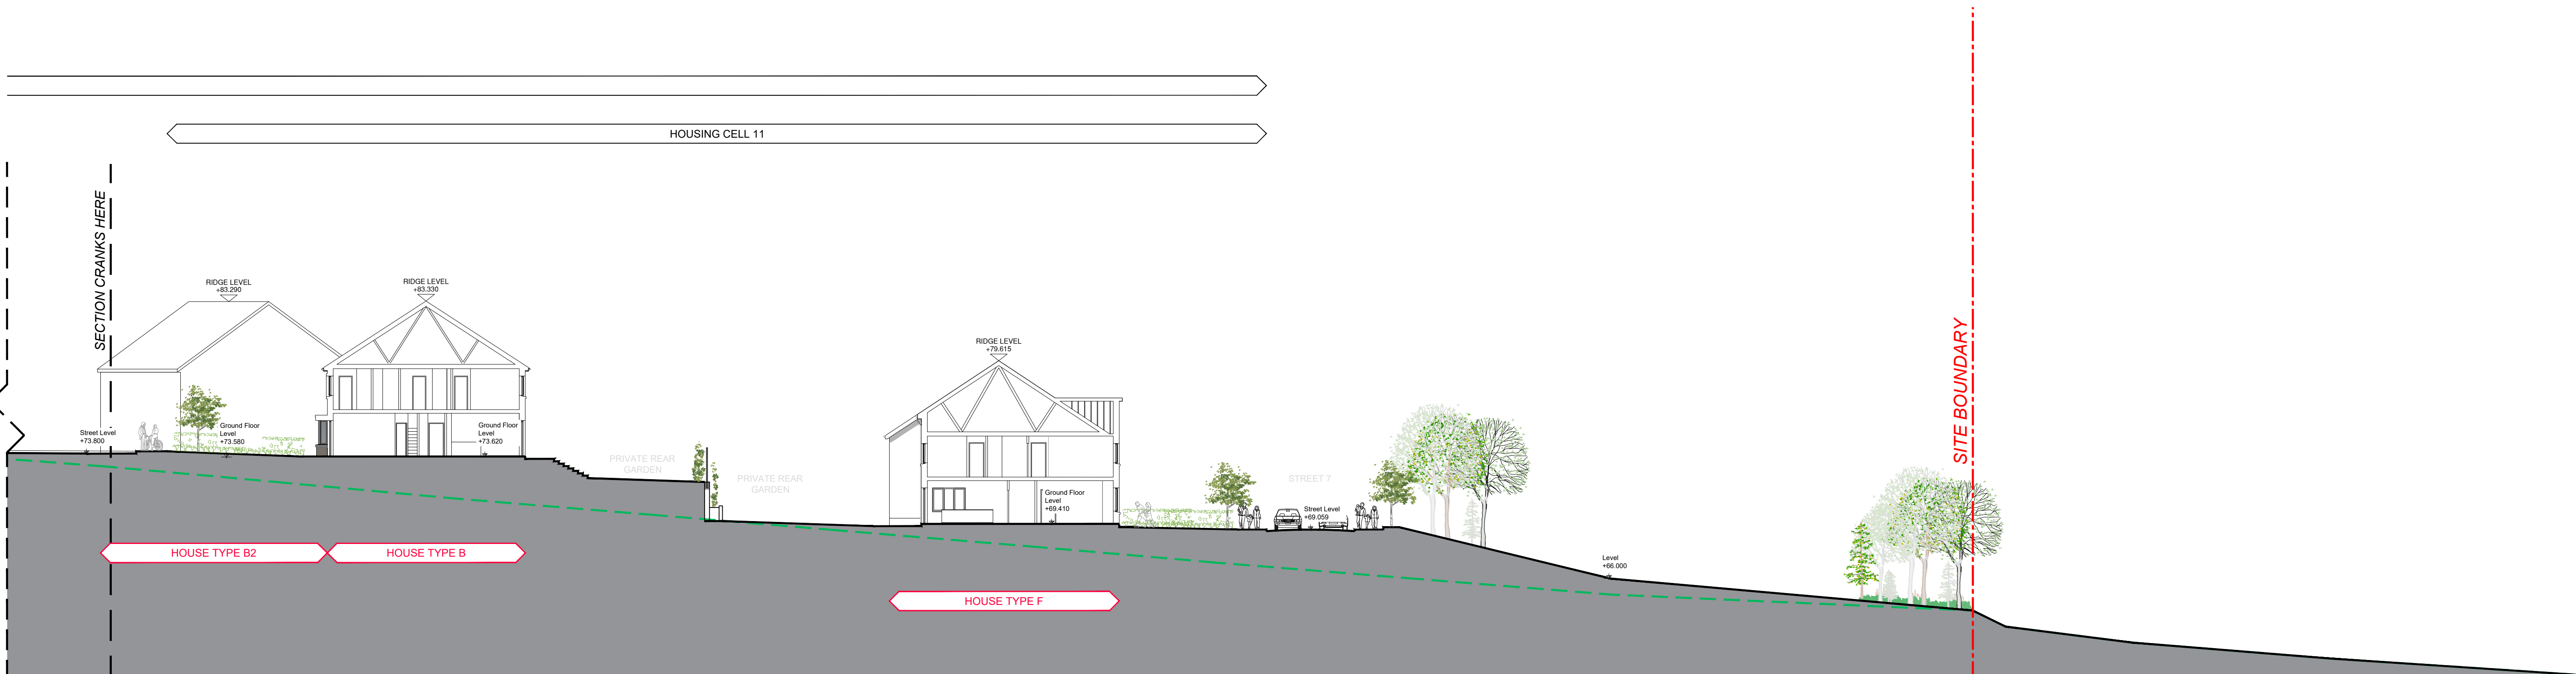 HOUSING CELL 11
SECTION CRANKS HERE
RIDGE LEVEL
+83.290
RIDGE LEVEL
+83.330
RIDGE LEVEL
+79.615
SITE BOUNDARY
Street Level
+73.800
Ground Floor
Level
+73.580
Ground Floor
Level
+73.620
PRIVATE REAR
GARDEN
PRIVATE REAR
GARDEN
Ground Floor
Level
+69.410
STREET 7
Street Level
+69.059
Level
+66.000
HOUSE TYPE B2
HOUSE TYPE B
HOUSE TYPE F